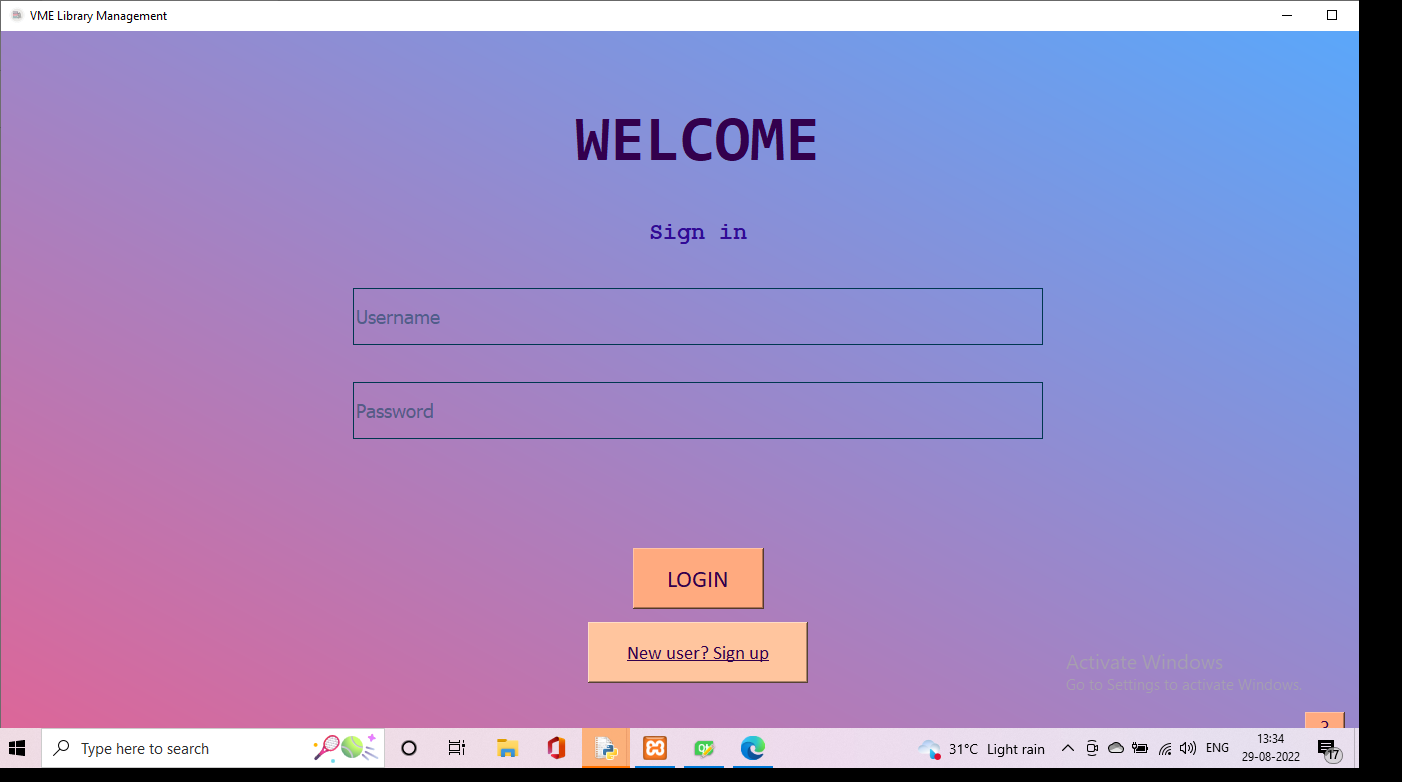 VME Library Management
WELCOME
Sign in
Username
Password
LOGIN
New user? Sign up
Activate Windows
Go to Settings to activate Windows.
?
Type here to search
31°C Light rain
ENG
13:34
29-08-2022
17